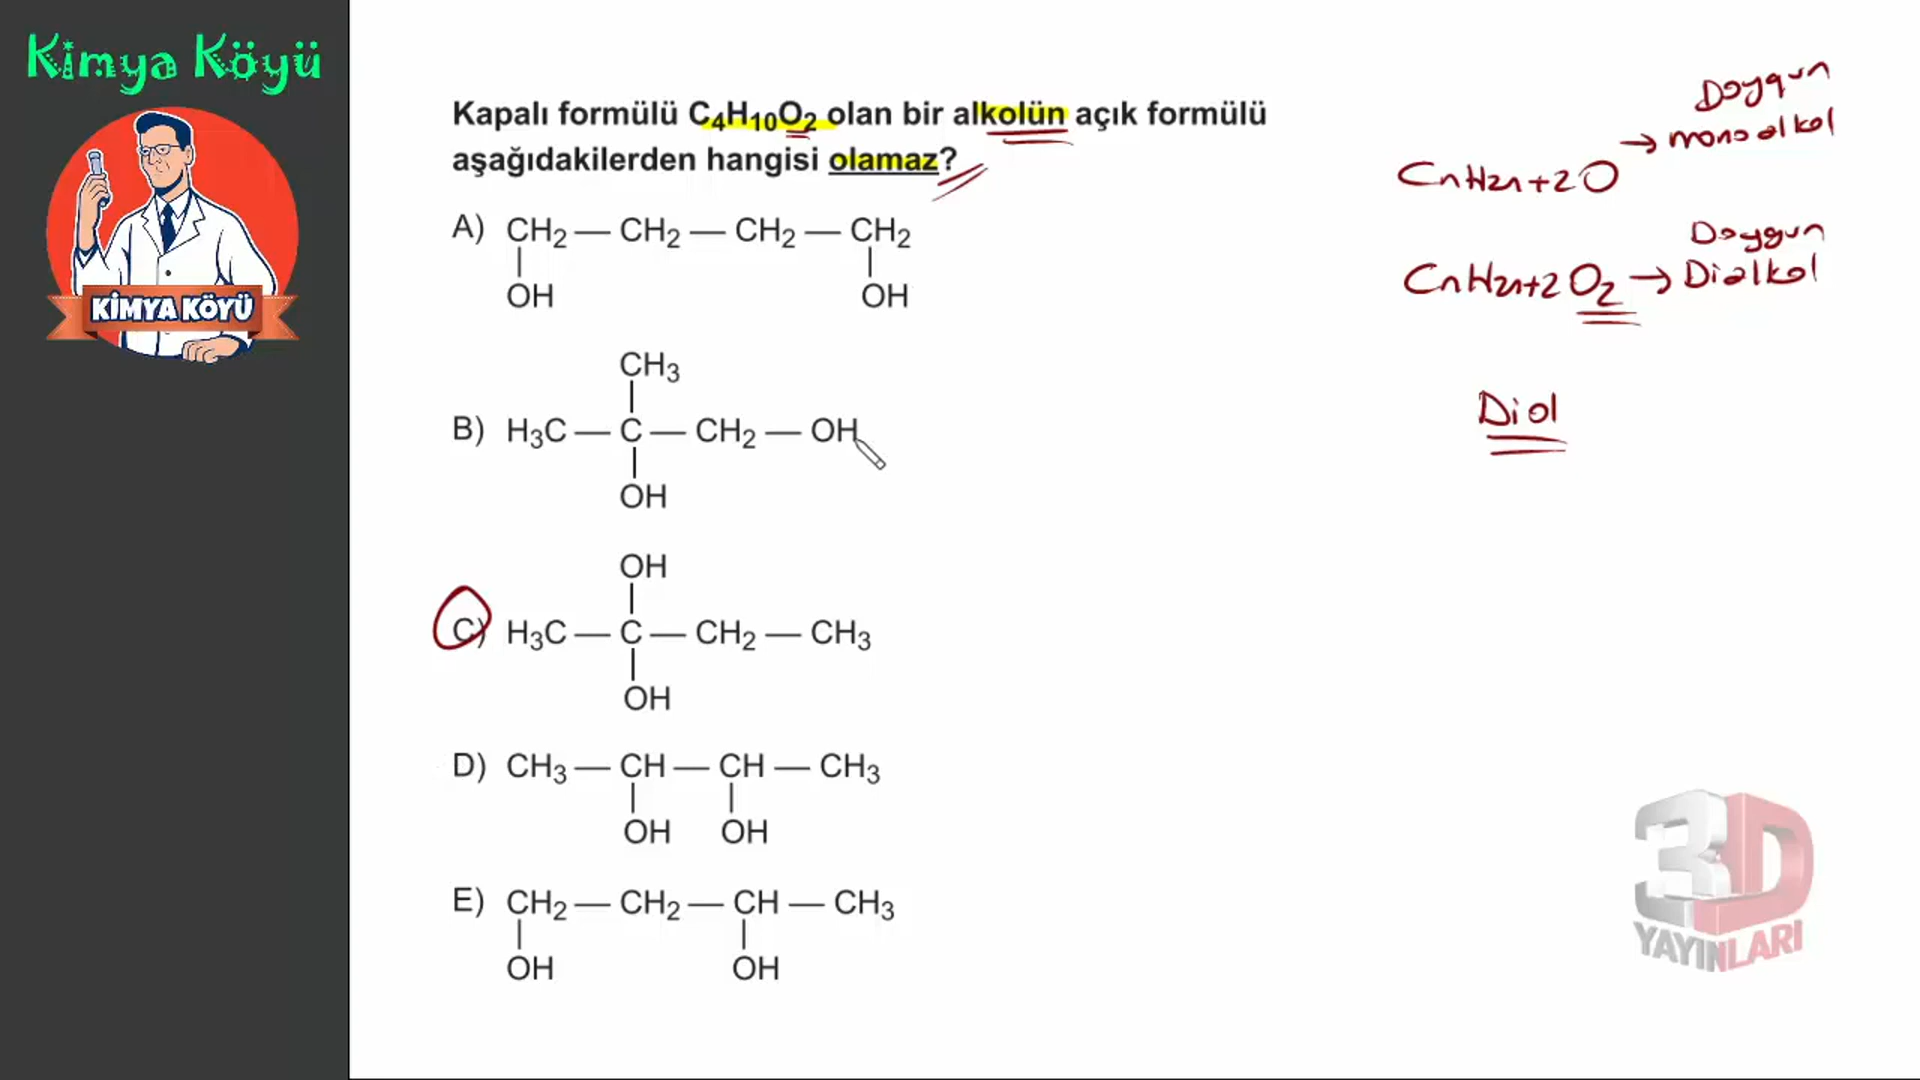 Kimya Köyü
KİMYA KÖYÜ
Kapalı formülü C₄H₁₀O₂ olan bir alkolün açık formülü
aşağıdakilerden hangisi olamaz?
A) CH₂ — CH₂ — CH₂ — CH₂
OH OH
CH₃
B) H₃C — C — CH₂ — OH
OH
OH
C) H₃C — C — CH₂ — CH₃
OH
D) CH₃ — CH — CH — CH₃
OH OH
E) CH₂ — CH₂ — CH — CH₃
OH OH
Doygun
CnH2n+2O → monoalkol
Doygun
CnH2n+2O₂ → Dialkol
Diol
3D
YAYINLARI